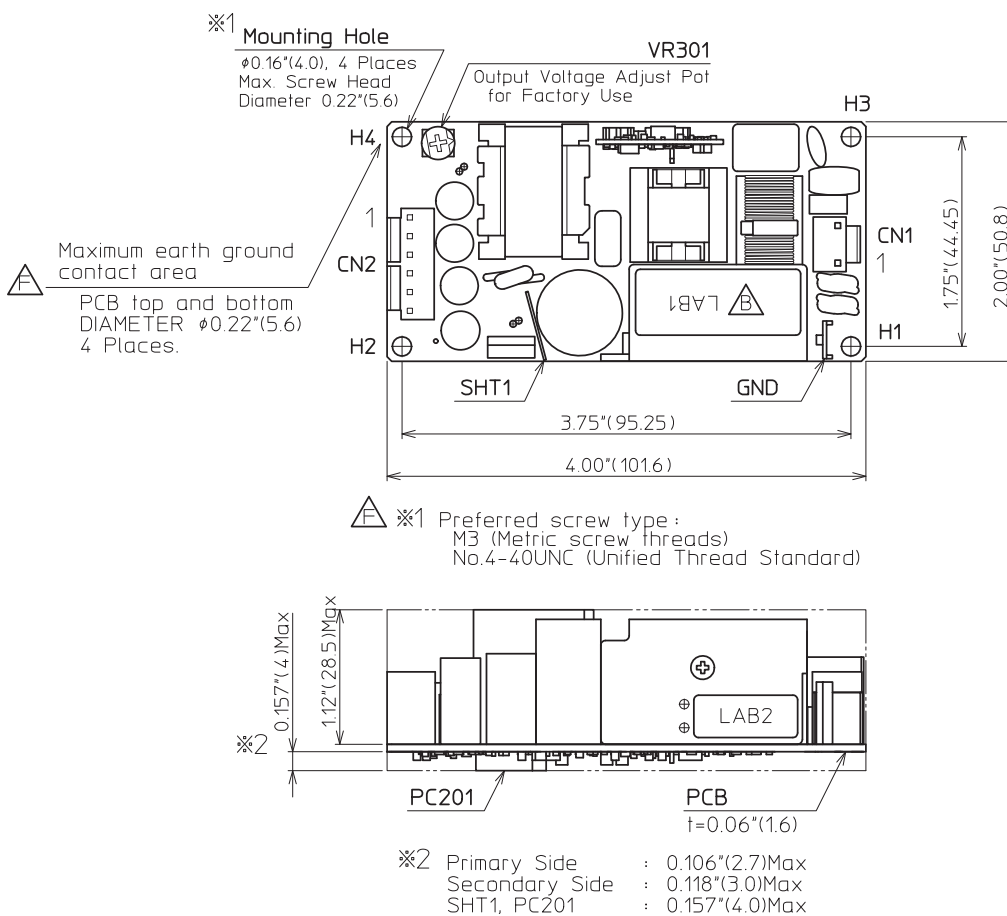 ※1 Mounting Hole
φ0.16"(4.0), 4 Places
Max. Screw Head
Diameter 0.22"(5.6)
VR301
Output Voltage Adjust Pot
for Factory Use
H3
H4
1
CN2
CN1
1
1.75"(44.45)
2.00"(50.8)
F
Maximum earth ground
contact area
PCB top and bottom
DIAMETER φ0.22"(5.6)
4 Places.
LAB1
B
H2
H1
SHT1
GND
3.75"(95.25)
4.00"(101.6)
F ※1 Preferred screw type :
M3 (Metric screw threads)
No.4-40UNC (Unified Thread Standard)
0.157"(4)Max
1.12"(28.5)Max
LAB2
※2
PC201
PCB
t=0.06"(1.6)
※2 Primary Side : 0.106"(2.7)Max
Secondary Side : 0.118"(3.0)Max
SHT1, PC201 : 0.157"(4.0)Max